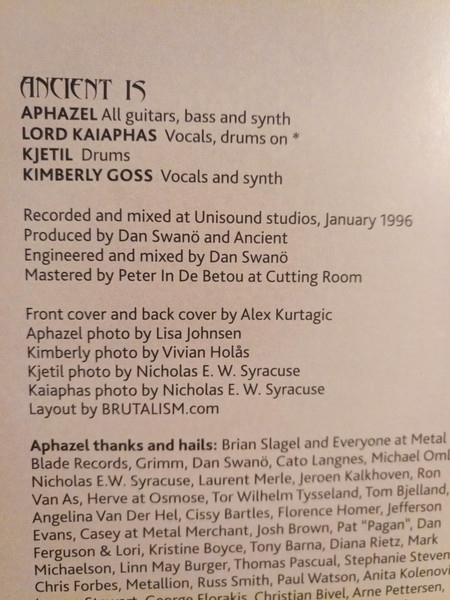 ANCIENT IS
APHAZEL All guitars, bass and synth
LORD KAIAPHAS Vocals, drums on *
KJETIL Drums
KIMBERLY GOSS Vocals and synth
Recorded and mixed at Unisound studios, January 1996
Produced by Dan Swanö and Ancient
Engineered and mixed by Dan Swanö
Mastered by Peter In De Betou at Cutting Room
Front cover and back cover by Alex Kurtagic
Aphazel photo by Lisa Johnsen
Kimberly photo by Vivian Holås
Kjetil photo by Nicholas E. W. Syracuse
Kaiaphas photo by Nicholas E. W. Syracuse
Layout by BRUTALISM.com
Aphazel thanks and hails: Brian Slagel and Everyone at Metal
Blade Records, Grimm, Dan Swanö, Cato Langnes, Michael
Nicholas E.W. Syracuse, Laurent Merle, Jeroen Kalkhoven, Ron
Van As, Herve at Osmose, Tor Wilhelm Tysseland, Tom Bjelland,
Angelina Van Der Hel, Cissy Bartles, Florence Homer, Jefferson
Evans, Casey at Metal Merchant, Josh Brown, Pat “Pagan”, Dan
Ferguson & Lori, Kristine Boyce, Tony Barna, Diana Rietz, Mark
Michaelson, Linn May Burger, Thomas Pascual, Stephanie
Chris Forbes, Metallion, Russ Smith, Paul Watson, Anita
Stewart, George Florakis, Christian Bivel, Arne Pettersen,